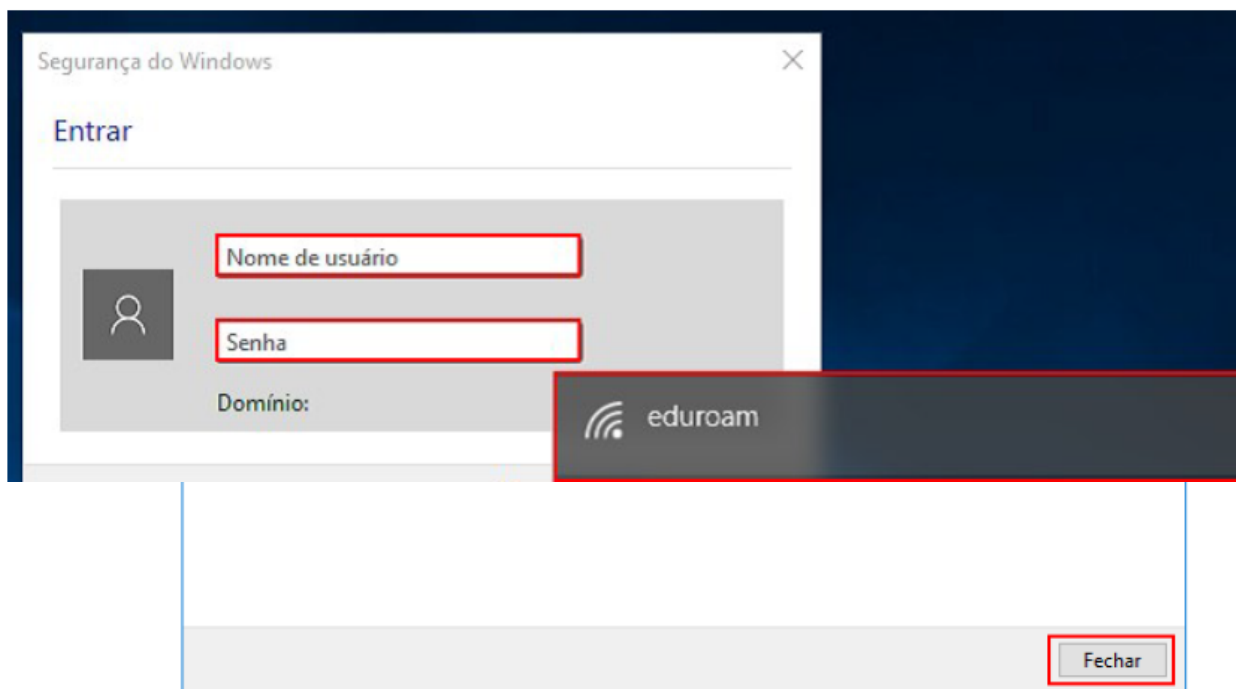 Segurança do Windows
Entrar
Nome de usuário
Senha
Domínio:
eduroam
Fechar